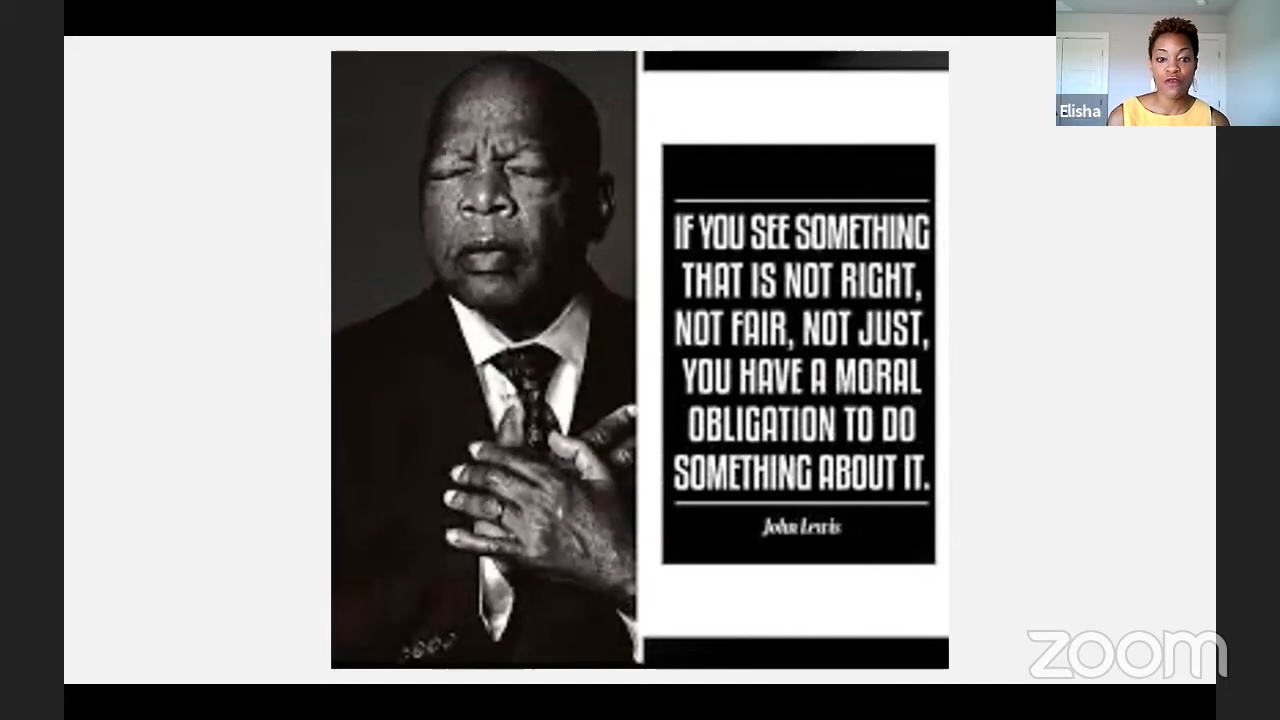 Elisha
IF YOU SEE SOMETHING
THAT IS NOT RIGHT,
NOT FAIR, NOT JUST,
YOU HAVE A MORAL
OBLIGATION TO DO
SOMETHING ABOUT IT.
John Lewis
zoom